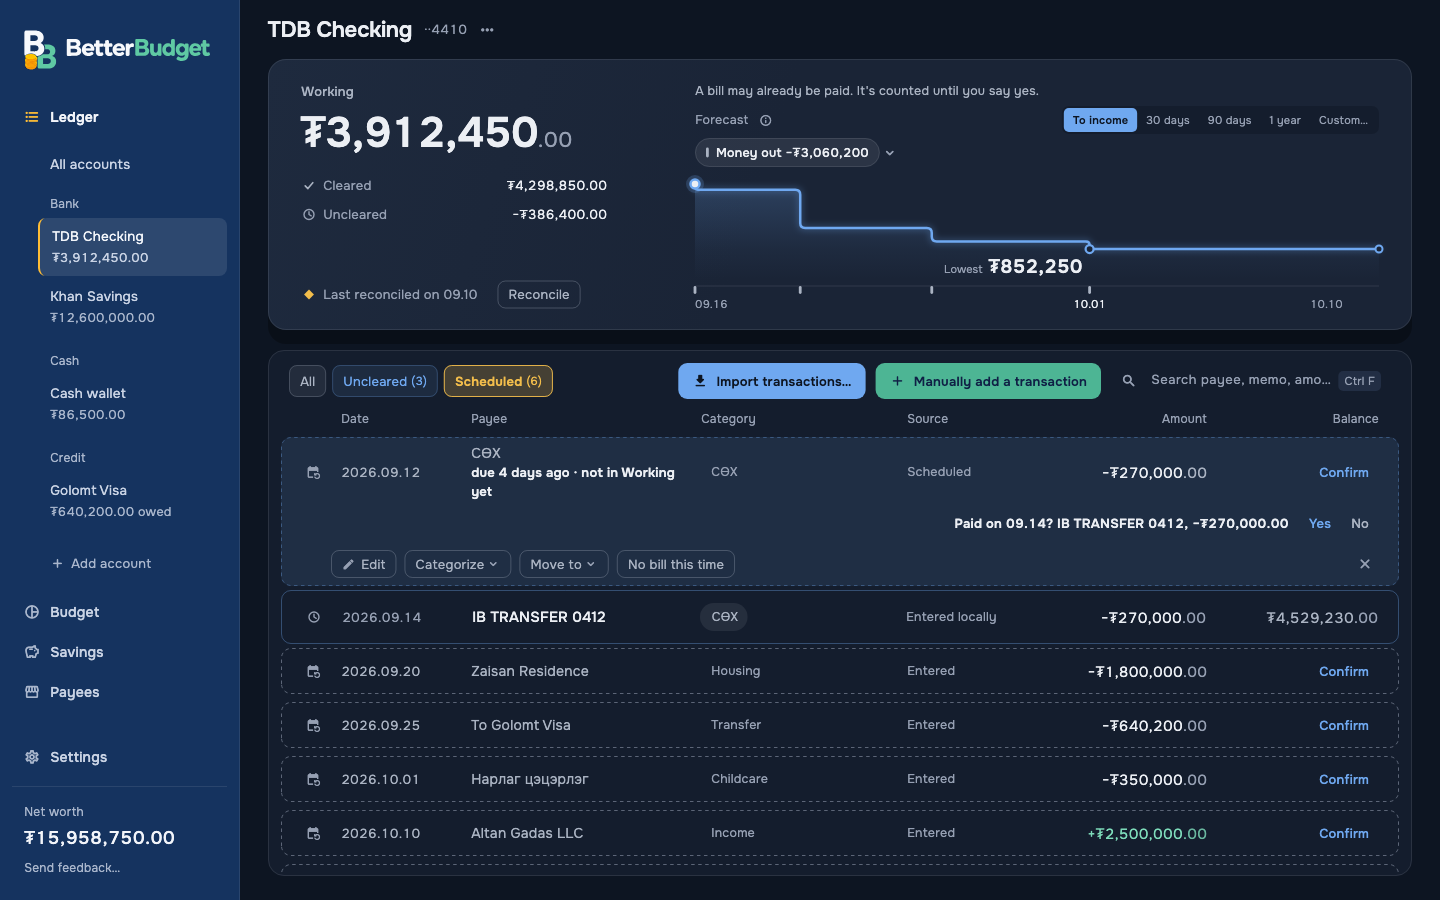 BetterBudget
Ledger
All accounts
Bank
TDB Checking
₮3,912,450.00
Khan Savings
₮12,600,000.00
Cash
Cash wallet
₮86,500.00
Credit
Golomt Visa
₮640,200.00 owed
+ Add account
Budget
Savings
Payees
Settings
Net worth
₮15,958,750.00
Send feedback...
TDB Checking ··4410 •••
Working
₮3,912,450.00
Cleared ₮4,298,850.00
Uncleared −₮386,400.00
Last reconciled on 09.10 Reconcile
A bill may already be paid. It's counted until you say yes.
Forecast
To income 30 days 90 days 1 year Custom...
Money out −₮3,060,200
Lowest ₮852,250
09.16 10.01 10.10
All Uncleared (3) Scheduled (6) Import transactions... + Manually add a transaction Search payee, memo, amo... Ctrl F
Date Payee Category Source Amount Balance
СӨХ
2026.09.12 due 4 days ago · not in Working yet СӨХ Scheduled −₮270,000.00 Confirm
Paid on 09.14? IB TRANSFER 0412, −₮270,000.00 Yes No
Edit Categorize Move to No bill this time ×
2026.09.14 IB TRANSFER 0412 СӨХ Entered locally −₮270,000.00 ₮4,529,230.00
2026.09.20 Zaisan Residence Housing Entered −₮1,800,000.00 Confirm
2026.09.25 To Golomt Visa Transfer Entered −₮640,200.00 Confirm
2026.10.01 Нарлаг цэцэрлэг Childcare Entered −₮350,000.00 Confirm
2026.10.10 Altan Gadas LLC Income Entered +₮2,500,000.00 Confirm